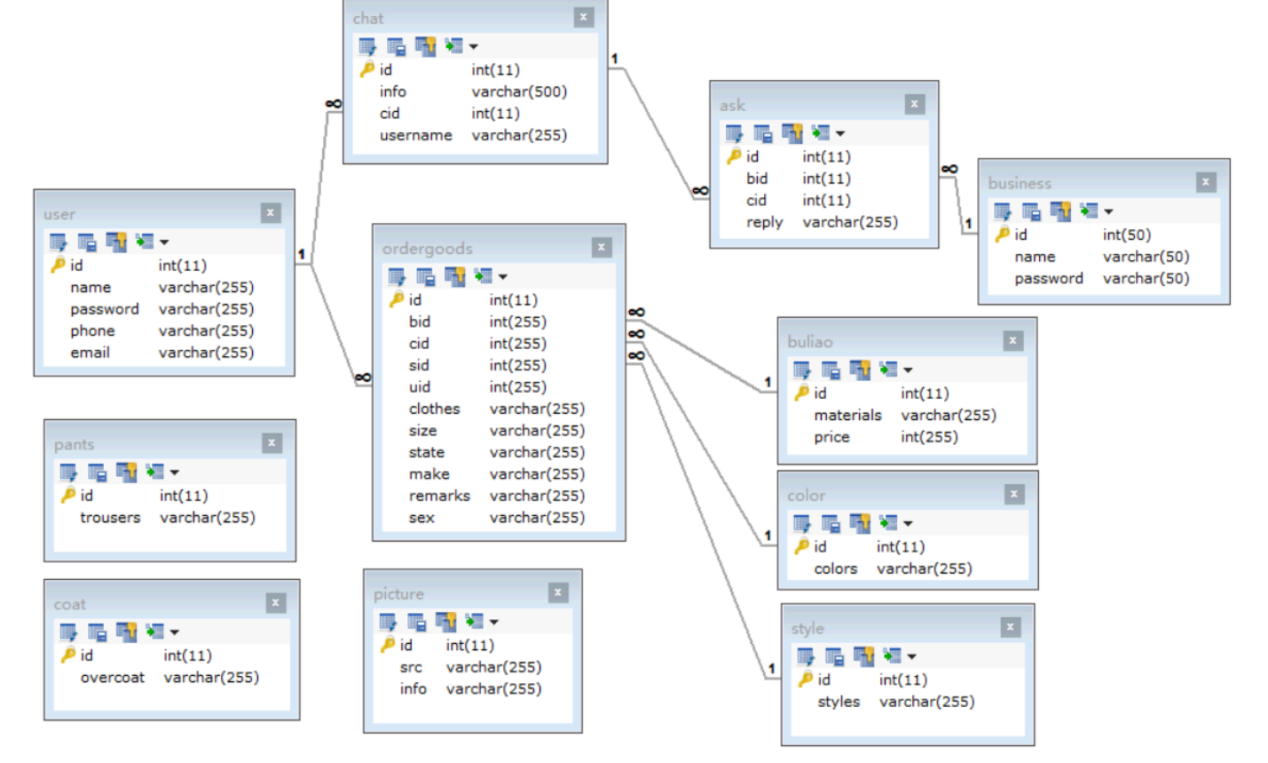 chat
id int(11)
info varchar(500)
cid int(11)
username varchar(255)
1
∞
ask
id int(11)
bid int(11)
cid int(11)
reply varchar(255)
∞
∞
1
business
id int(50)
name varchar(50)
password varchar(50)
user
id int(11)
name varchar(255)
password varchar(255)
phone varchar(255)
email varchar(255)
1
∞
ordergoods
id int(11)
bid int(255)
cid int(255)
sid int(255)
uid int(255)
clothes varchar(255)
size varchar(255)
state varchar(255)
make varchar(255)
remarks varchar(255)
sex varchar(255)
∞
∞
∞
1
buliao
id int(11)
materials varchar(255)
price int(255)
pants
id int(11)
trousers varchar(255)
1
color
id int(11)
colors varchar(255)
coat
id int(11)
overcoat varchar(255)
picture
id int(11)
src varchar(255)
info varchar(255)
1
style
id int(11)
styles varchar(255)